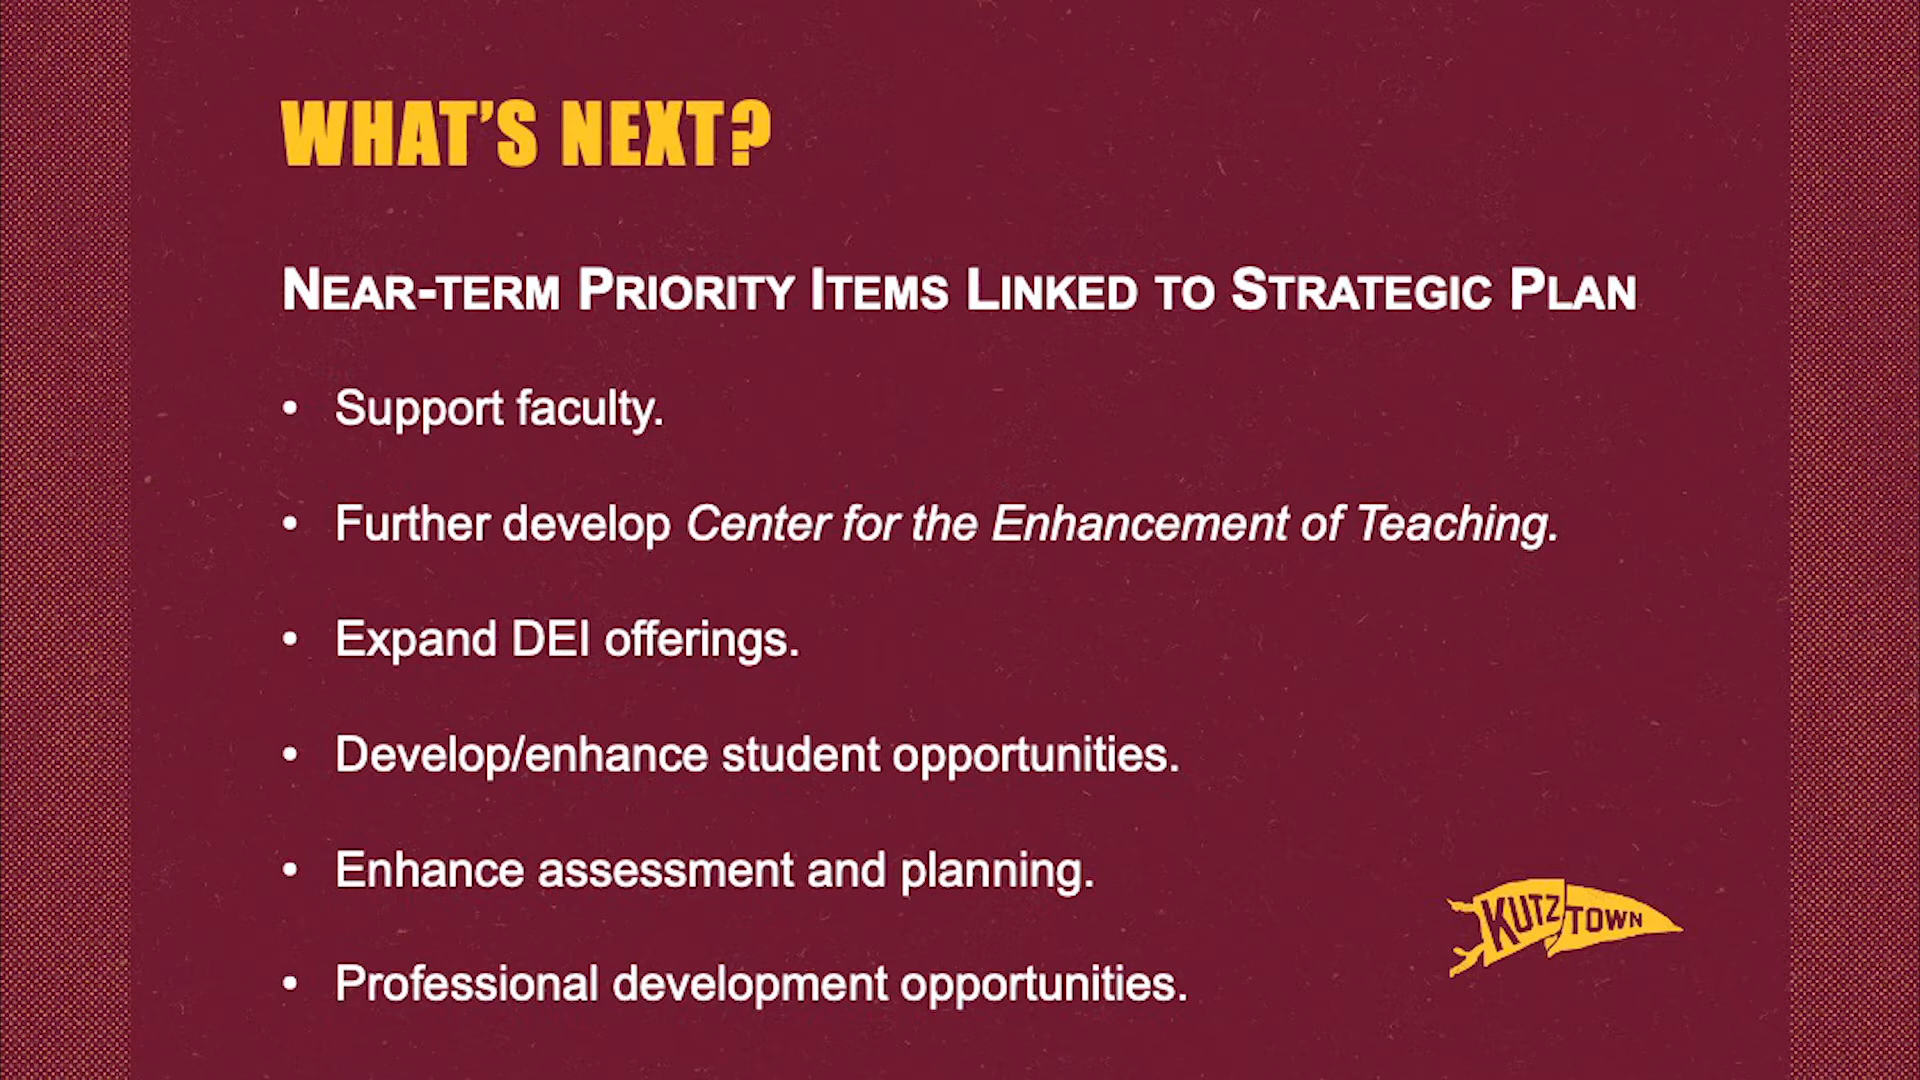 WHAT'S NEXT?
NEAR-TERM PRIORITY ITEMS LINKED TO STRATEGIC PLAN
• Support faculty.
• Further develop Center for the Enhancement of Teaching.
• Expand DEI offerings.
• Develop/enhance student opportunities.
• Enhance assessment and planning.
• Professional development opportunities.
KUTZTOWN